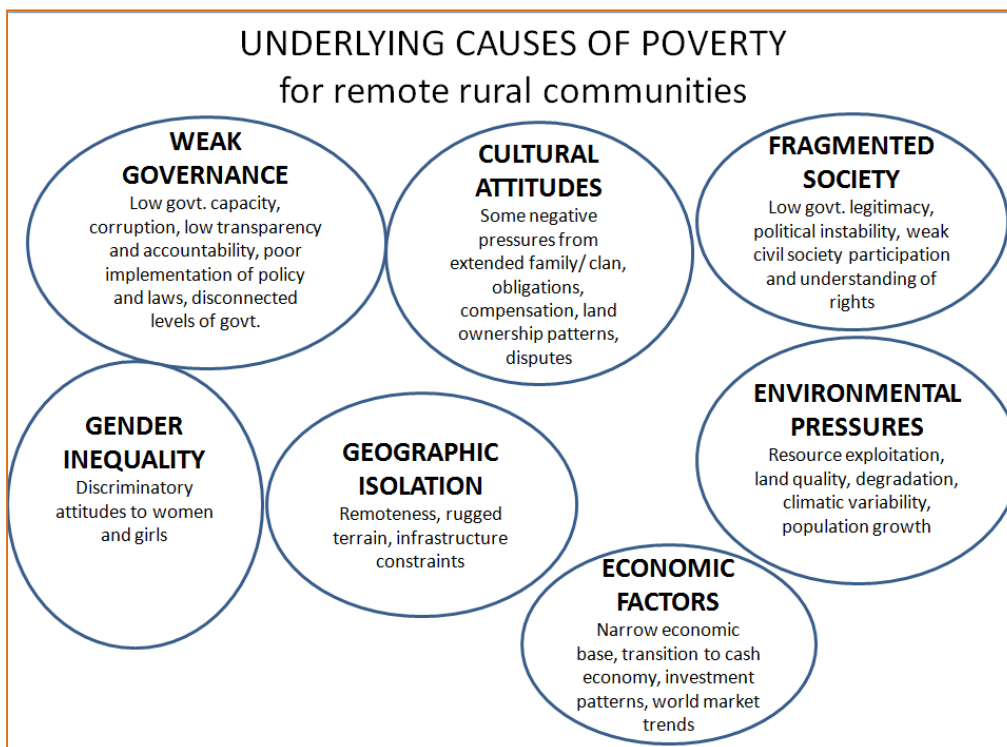 UNDERLYING CAUSES OF POVERTY
for remote rural communities
WEAK
GOVERNANCE
Low govt. capacity,
corruption, low transparency
and accountability, poor
implementation of policy
and laws, disconnected
levels of govt.
CULTURAL
ATTITUDES
Some negative
pressures from
extended family/ clan,
obligations,
compensation, land
ownership patterns,
disputes
FRAGMENTED
SOCIETY
Low govt. legitimacy,
political instability, weak
civil society participation
and understanding of
rights
GENDER
INEQUALITY
Discriminatory
attitudes to women
and girls
GEOGRAPHIC
ISOLATION
Remoteness, rugged
terrain, infrastructure
constraints
ENVIRONMENTAL
PRESSURES
Resource exploitation,
land quality, degradation,
climatic variability,
population growth
ECONOMIC
FACTORS
Narrow economic
base, transition to cash
economy, investment
patterns, world market
trends